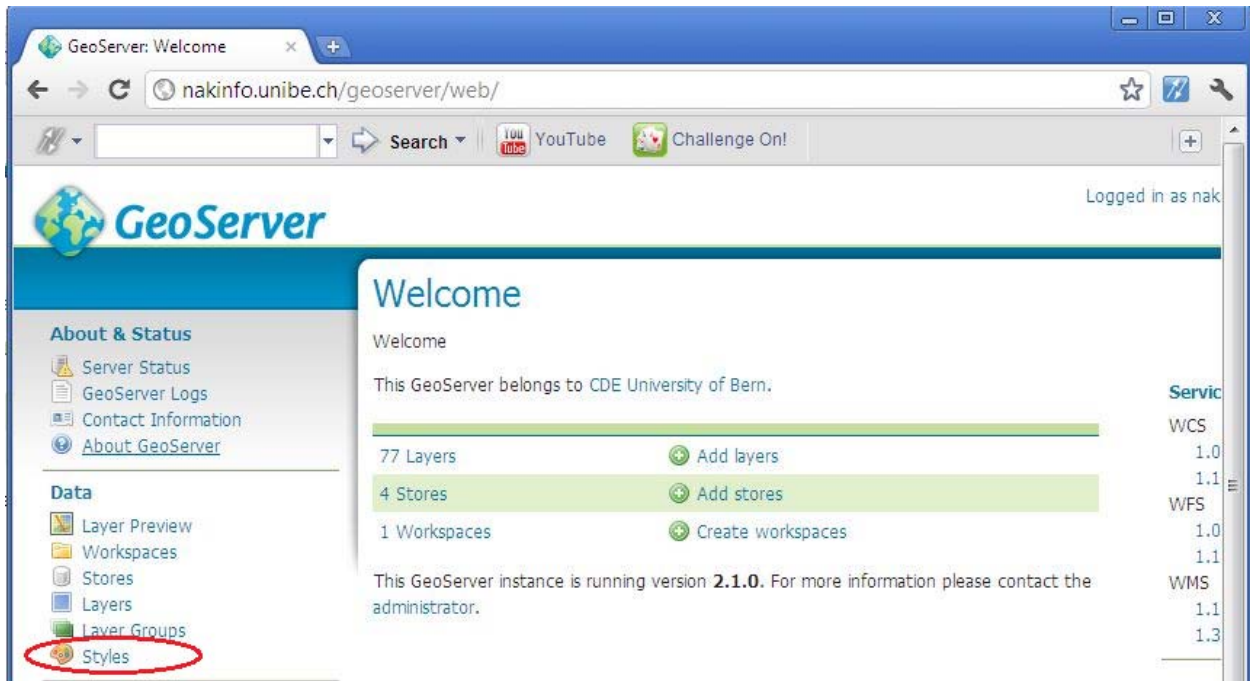 GeoServer: Welcome
nakinfo.unibe.ch/geoserver/web/
Search
You Tube YouTube
Challenge On!
Logged in as nak
GeoServer
Welcome
About & Status
Server Status
GeoServer Logs
Contact Information
About GeoServer
Data
Layer Preview
Workspaces
Stores
Layers
Layer Groups
Styles
Welcome
This GeoServer belongs to CDE University of Bern.
77 Layers Add layers
4 Stores Add stores
1 Workspaces Create workspaces
This GeoServer instance is running version 2.1.0. For more information please contact the
administrator.
Servic
WCS
1.0
1.1
WFS
1.0
1.1
WMS
1.1
1.3